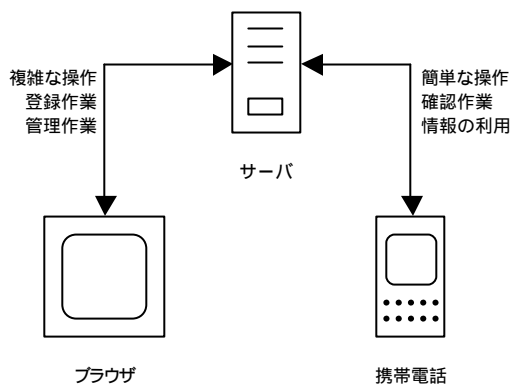 複雑な操作
登録作業
管理作業
簡単な操作
確認作業
情報の利用
サーバ
ブラウザ
携帯電話